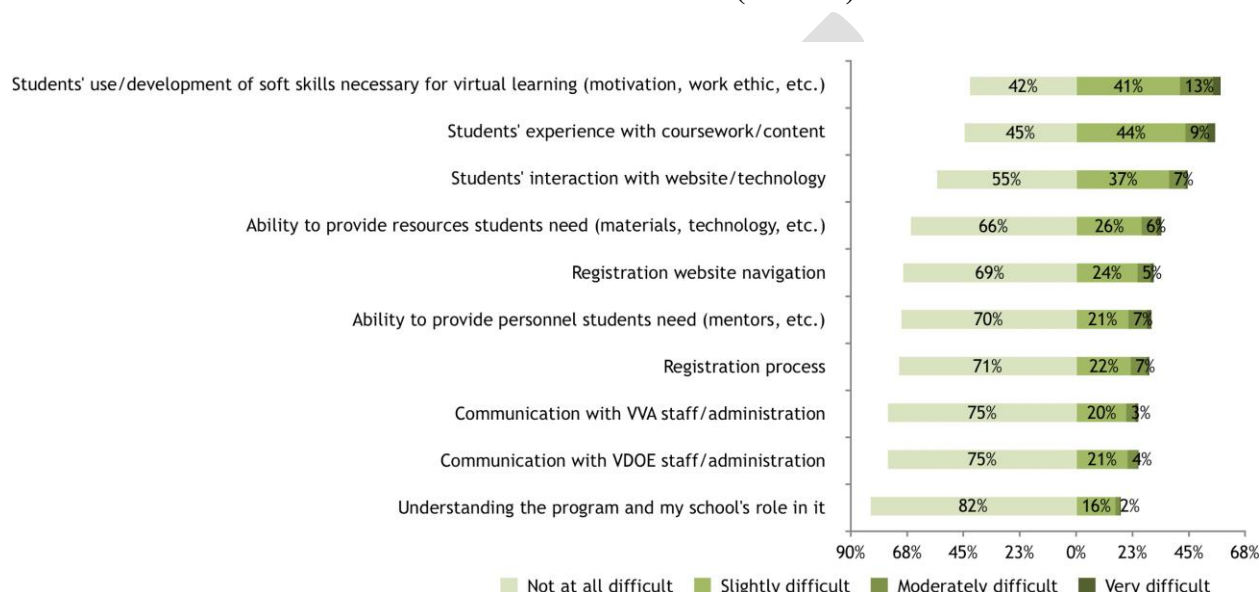 Students' use/development of soft skills necessary for virtual learning (motivation, work ethic, etc.) 42% 41% 13%
Students' experience with coursework/content 45% 44% 9%
Students' interaction with website/technology 55% 37% 7%
Ability to provide resources students need (materials, technology, etc.) 66% 26% 6%
Registration website navigation 69% 24% 5%
Ability to provide personnel students need (mentors, etc.) 70% 21% 7%
Registration process 71% 22% 7%
Communication with VVA staff/administration 75% 20% 3%
Communication with VDOE staff/administration 75% 21% 4%
Understanding the program and my school's role in it 82% 16% 2%
90% 68% 45% 23% 0% 23% 45% 68%
Not at all difficult Slightly difficult Moderately difficult Very difficult